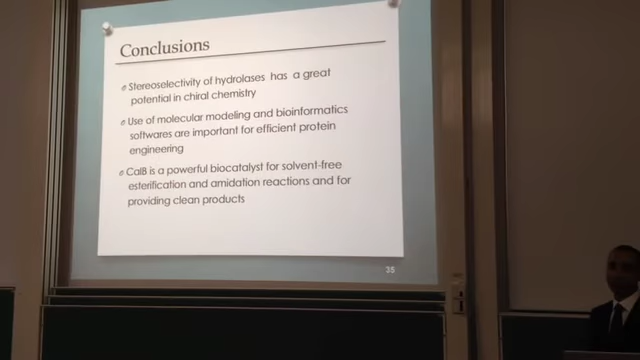 Conclusions
Stereoselectivity of hydrolases has a great
potential in chiral chemistry
Use of molecular modeling and bioinformatics
softwares are important for efficient protein
engineering
CalB is a powerful biocatalyst for solvent-free
esterification and amidation reactions and for
providing clean products
35